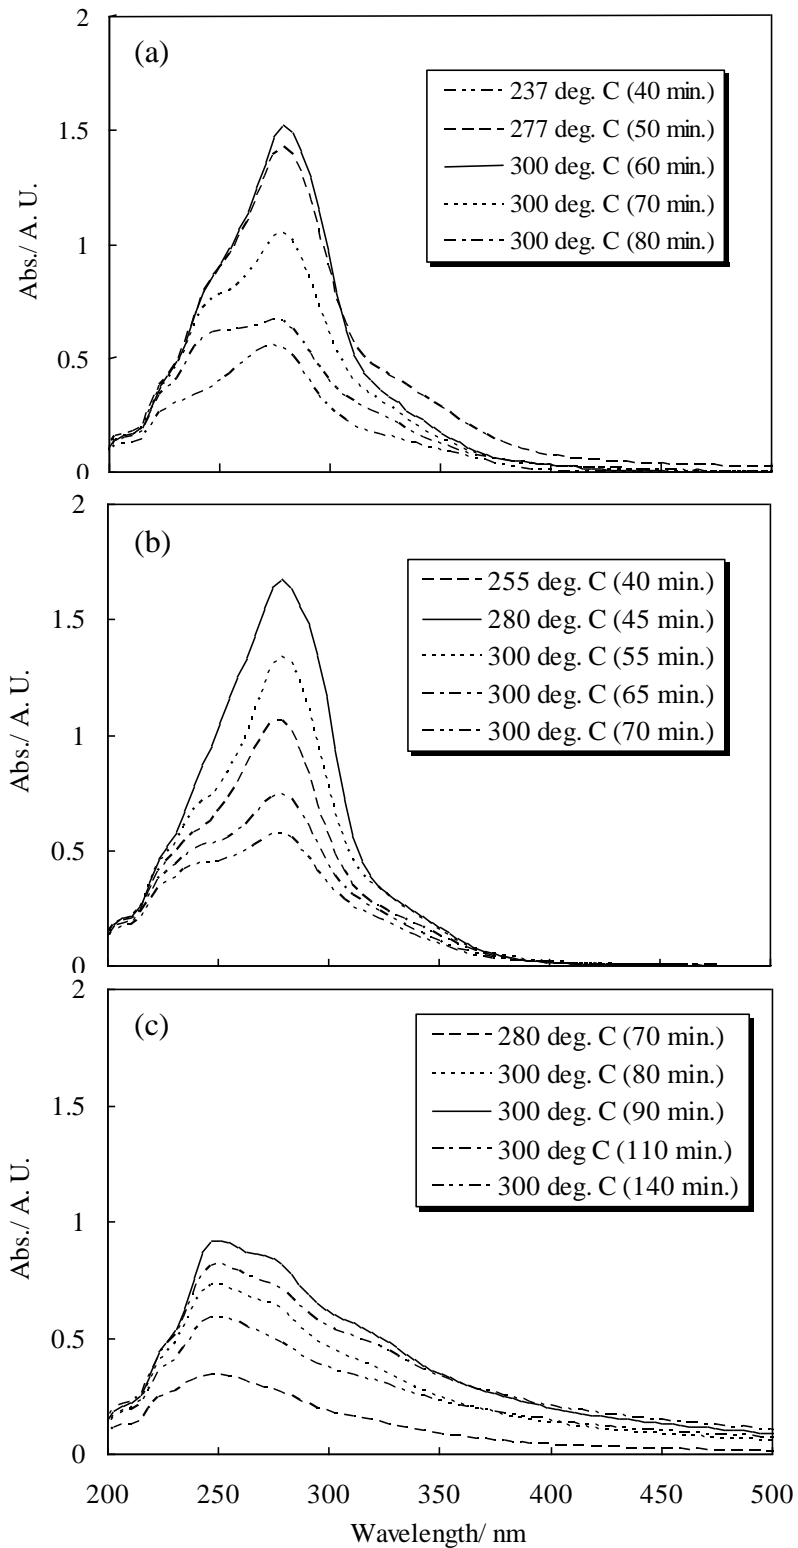 2
(a)
237 deg. C (40 min.)
277 deg. C (50 min.)
300 deg. C (60 min.)
300 deg. C (70 min.)
300 deg. C (80 min.)
1.5
1
0.5
0
Abs./ A. U.
2
(b)
255 deg. C (40 min.)
280 deg. C (45 min.)
300 deg. C (55 min.)
300 deg. C (65 min.)
300 deg. C (70 min.)
1.5
1
0.5
0
Abs./ A. U.
2
(c)
280 deg. C (70 min.)
300 deg. C (80 min.)
300 deg. C (90 min.)
300 deg C (110 min.)
300 deg. C (140 min.)
1.5
1
0.5
0
Abs./ A. U.
200 250 300 350 400 450 500
Wavelength/ nm